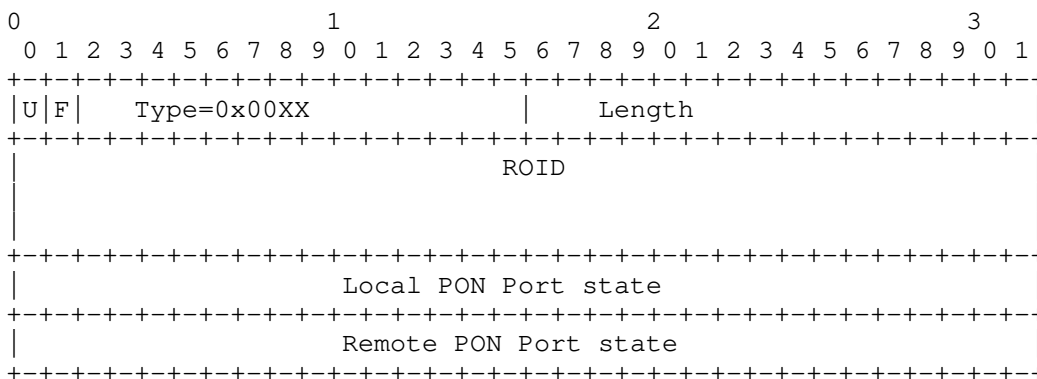 0                   1                   2                   3
 0 1 2 3 4 5 6 7 8 9 0 1 2 3 4 5 6 7 8 9 0 1 2 3 4 5 6 7 8 9 0 1
+-+-+-+-+-+-+-+-+-+-+-+-+-+-+-+-+-+-+-+-+-+-+-+-+-+-+-+-+-+-+-+--
|U|F|   Type=0x00XX             |    Length
+-+-+-+-+-+-+-+-+-+-+-+-+-+-+-+-+-+-+-+-+-+-+-+-+-+-+-+-+-+-+-+--
|                              ROID
|
|
+-+-+-+-+-+-+-+-+-+-+-+-+-+-+-+-+-+-+-+-+-+-+-+-+-+-+-+-+-+-+-+--
|                    Local PON Port state
+-+-+-+-+-+-+-+-+-+-+-+-+-+-+-+-+-+-+-+-+-+-+-+-+-+-+-+-+-+-+-+--
|                    Remote PON Port state
+-+-+-+-+-+-+-+-+-+-+-+-+-+-+-+-+-+-+-+-+-+-+-+-+-+-+-+-+-+-+-+--